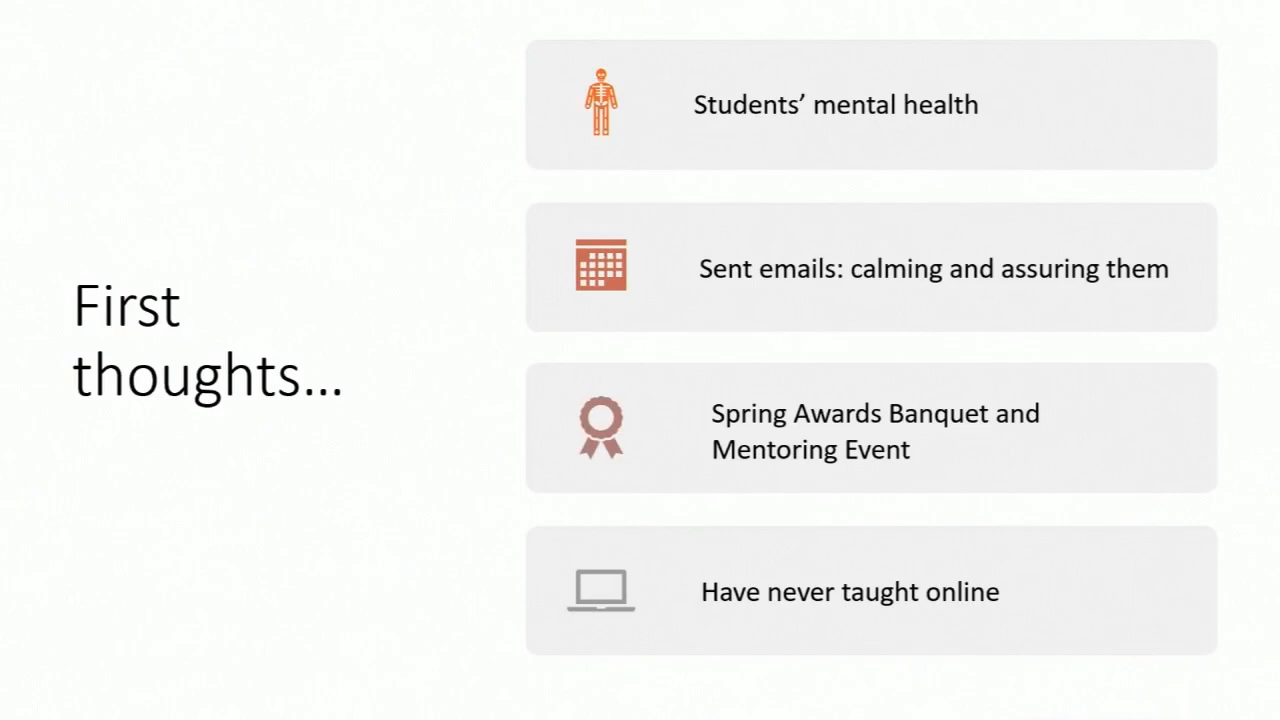 First
thoughts...
Students’ mental health
Sent emails: calming and assuring them
Spring Awards Banquet and
Mentoring Event
Have never taught online